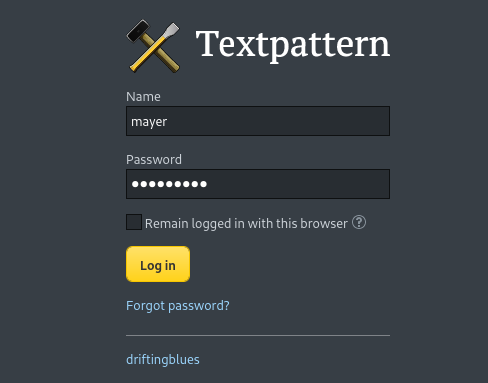 Textpattern
Name
mayer
Password
●●●●●●●●●
Remain logged in with this browser ?
Log in
Forgot password?
driftingblues